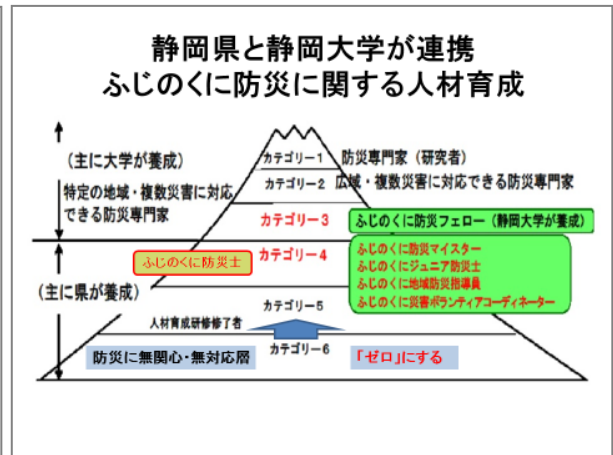 静岡県と静岡大学が連携
ふじのくに防災に関する人材育成
(主に大学が養成)
特定の地域・複数災害に対応
できる防災専門家
カテゴリー1 防災専門家（研究者）
カテゴリー2 広域・複数災害に対応できる防災専門家
カテゴリー3 ふじのくに防災フェロー（静岡大学が養成）
ふじのくに防災士
カテゴリー4
ふじのくに防災マイスター
ふじのくにジュニア防災士
ふじのくに地域防災指導員
ふじのくに災害ボランティアコーディネーター
(主に県が養成)
カテゴリー5
人材育成研修修了者
防災に無関心・無対応層
カテゴリー6
「ゼロ」にする